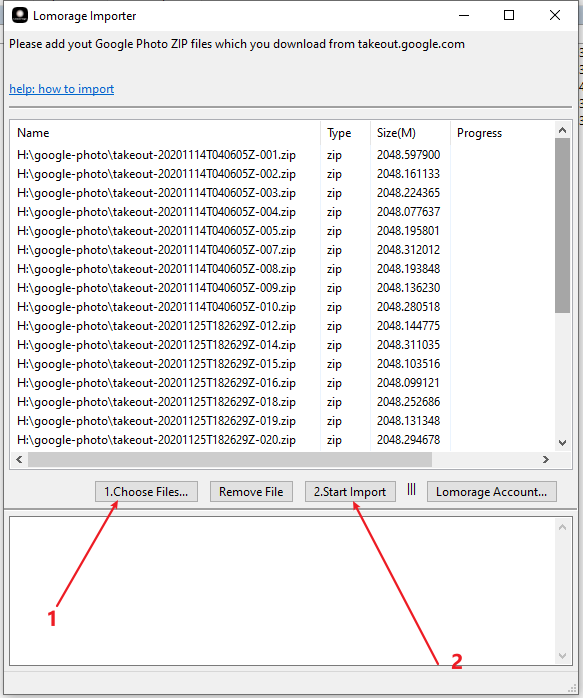 Lomorage Importer
Please add yout Google Photo ZIP files which you download from takeout.google.com
help: how to import
Name Type Size(M) Progress
H:\google-photo\takeout-20201114T040605Z-001.zip zip 2048.597900
H:\google-photo\takeout-20201114T040605Z-002.zip zip 2048.161133
H:\google-photo\takeout-20201114T040605Z-003.zip zip 2048.224365
H:\google-photo\takeout-20201114T040605Z-004.zip zip 2048.077637
H:\google-photo\takeout-20201114T040605Z-005.zip zip 2048.195801
H:\google-photo\takeout-20201114T040605Z-007.zip zip 2048.312012
H:\google-photo\takeout-20201114T040605Z-008.zip zip 2048.193848
H:\google-photo\takeout-20201114T040605Z-009.zip zip 2048.136230
H:\google-photo\takeout-20201114T040605Z-010.zip zip 2048.280518
H:\google-photo\takeout-20201125T182629Z-012.zip zip 2048.144775
H:\google-photo\takeout-20201125T182629Z-014.zip zip 2048.311035
H:\google-photo\takeout-20201125T182629Z-015.zip zip 2048.103516
H:\google-photo\takeout-20201125T182629Z-016.zip zip 2048.099121
H:\google-photo\takeout-20201125T182629Z-018.zip zip 2048.252686
H:\google-photo\takeout-20201125T182629Z-019.zip zip 2048.131348
H:\google-photo\takeout-20201125T182629Z-020.zip zip 2048.294678
1.Choose Files... Remove File 2.Start Import ||| Lomorage Account...
1
2